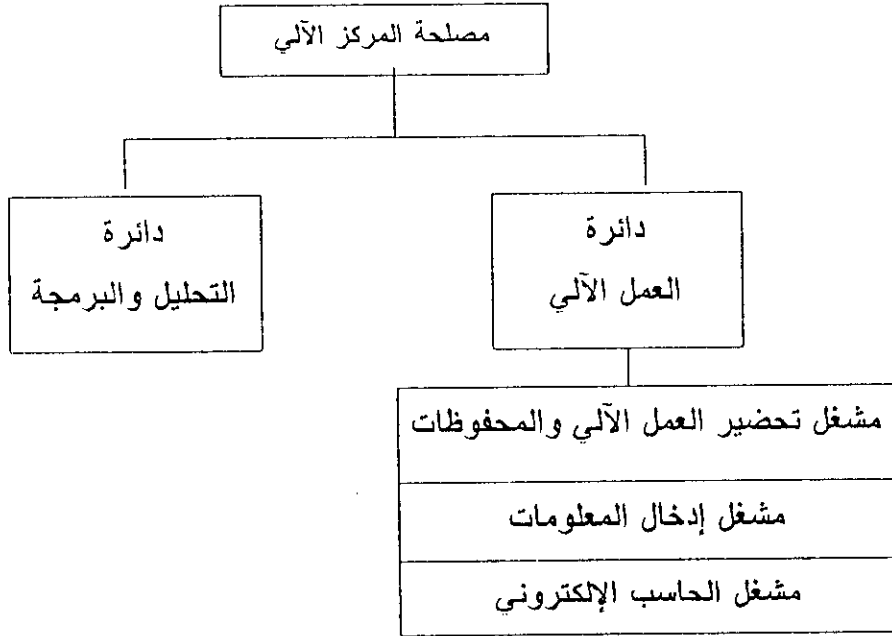 مصلحة المركز الآلي
دائرة
العمل الآلي
دائرة
التحليل والبرمجة
مشغل تحضير العمل الآلي والمحفوظات
مشغل إدخال المعلومات
مشغل الحاسب الإلكتروني